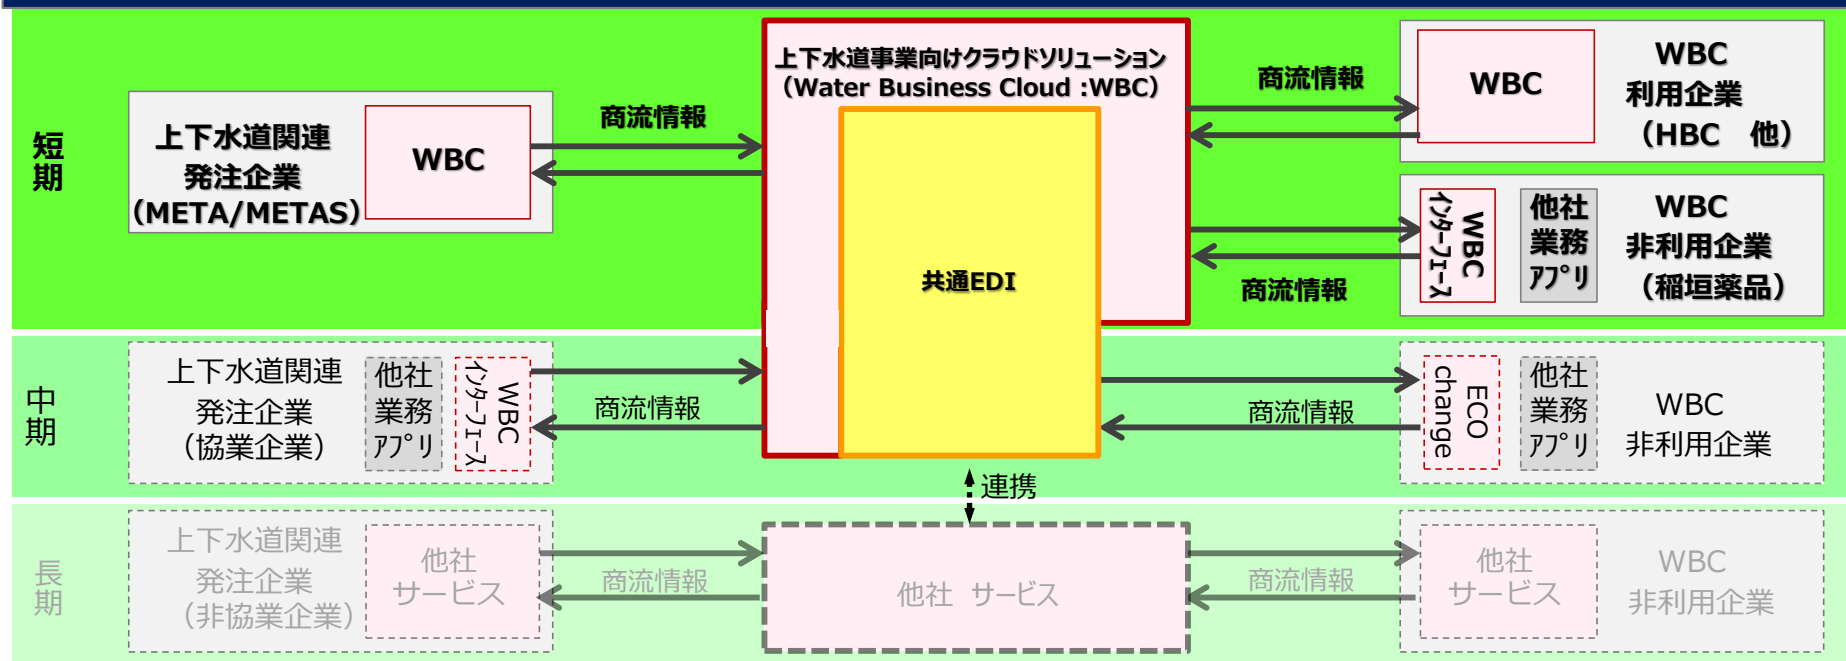 短
期
上下水道関連
発注企業
（META/METAS）
WBC
商流情報
上下水道事業向けクラウドソリューション
（Water Business Cloud :WBC）
共通EDI
商流情報
WBC
WBC
利用企業
（HBC　他）
商流情報
WBC
ｲﾝﾀｰﾌｪｰｽ
他社
業務
ｱﾌﾟﾘ
WBC
非利用企業
（稲垣薬品）
中
期
上下水道関連
発注企業
（協業企業）
他社
業務
ｱﾌﾟﾘ
WBC
ｲﾝﾀｰﾌｪｰｽ
商流情報
商流情報
ECO
change
他社
業務
ｱﾌﾟﾘ
WBC
非利用企業
連携
長
期
上下水道関連
発注企業
（非協業企業）
他社
サービス
商流情報
他社　サービス
商流情報
他社
サービス
WBC
非利用企業